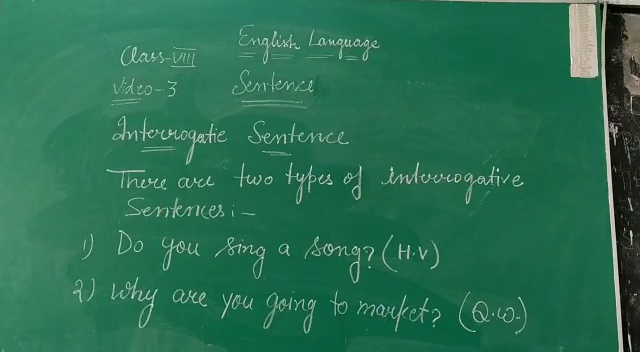 Class-VIII English Language
Video-3 Sentence
Interrogatie Sentence
There are two types of interrogative
Sentences:-
1) Do you sing a song? (H.V)
2) Why are you going to market? (Q.W.)